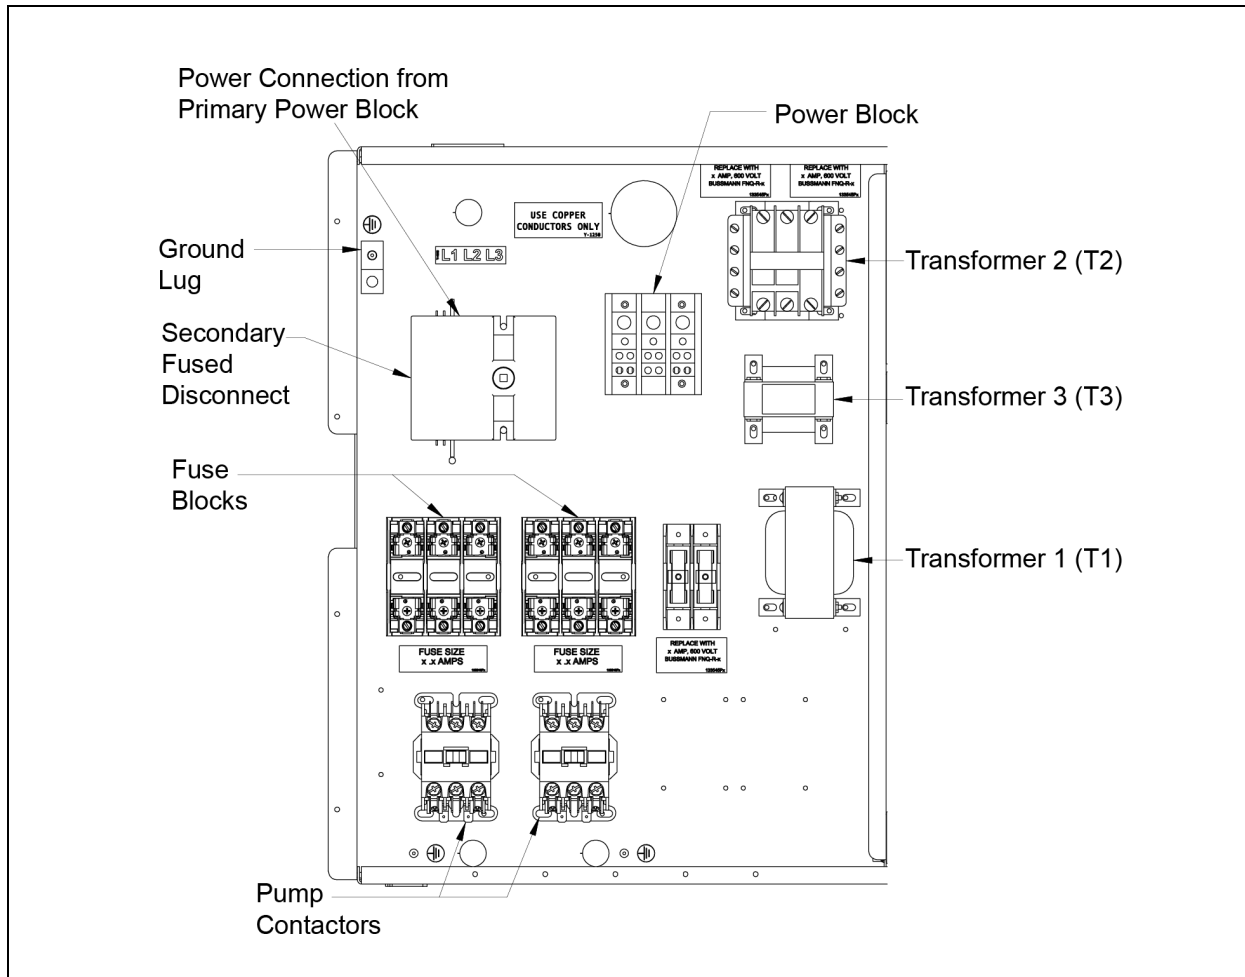 Power Connection from
Primary Power Block
Power Block
REPLACE WITH
x AMP, 600 VOLT
BUSSMANN FNQ-R-x
REPLACE WITH
x AMP, 600 VOLT
BUSSMANN FNQ-R-x
USE COPPER
CONDUCTORS ONLY
L1 L2 L3
Ground
Lug
Transformer 2 (T2)
Secondary
Fused
Disconnect
Transformer 3 (T3)
Fuse
Blocks
Transformer 1 (T1)
FUSE SIZE
x .x AMPS
FUSE SIZE
x .x AMPS
REPLACE WITH
x AMP, 600 VOLT
BUSSMANN FNQ-R-x
Pump
Contactors